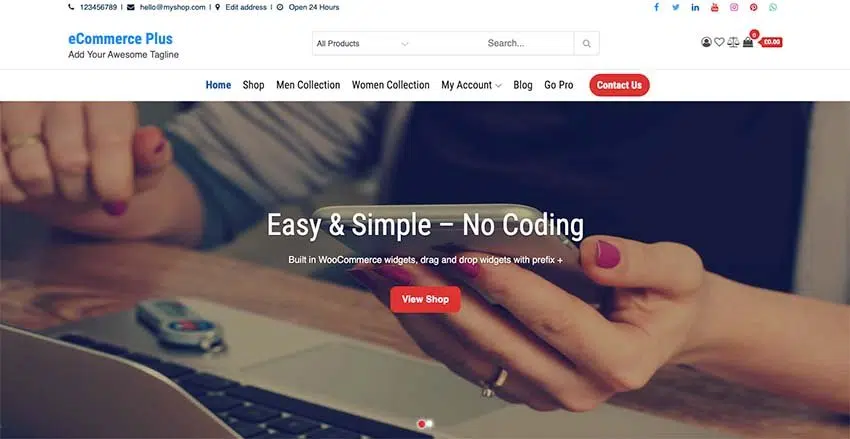 123456789 | hello@myshop.com | Edit address | Open 24 Hours
eCommerce Plus
Add Your Awesome Tagline
All Products
Search...
0
£0.00
Home Shop Men Collection Women Collection My Account Blog Go Pro Contact Us
Easy & Simple – No Coding
Built in WooCommerce widgets, drag and drop widgets with prefix +
View Shop